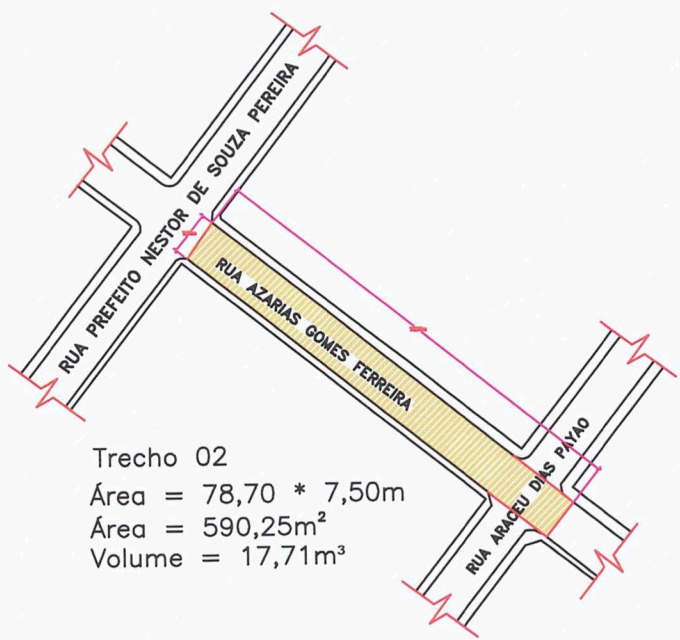 RUA PREFEITO NESTOR DE SOUZA PEREIRA
RUA AZARIAS GOMES FERREIRA
RUA ARACEU DIAS PAYAO
Trecho 02
Área = 78,70 * 7,50m
Área = 590,25m²
Volume = 17,71m³